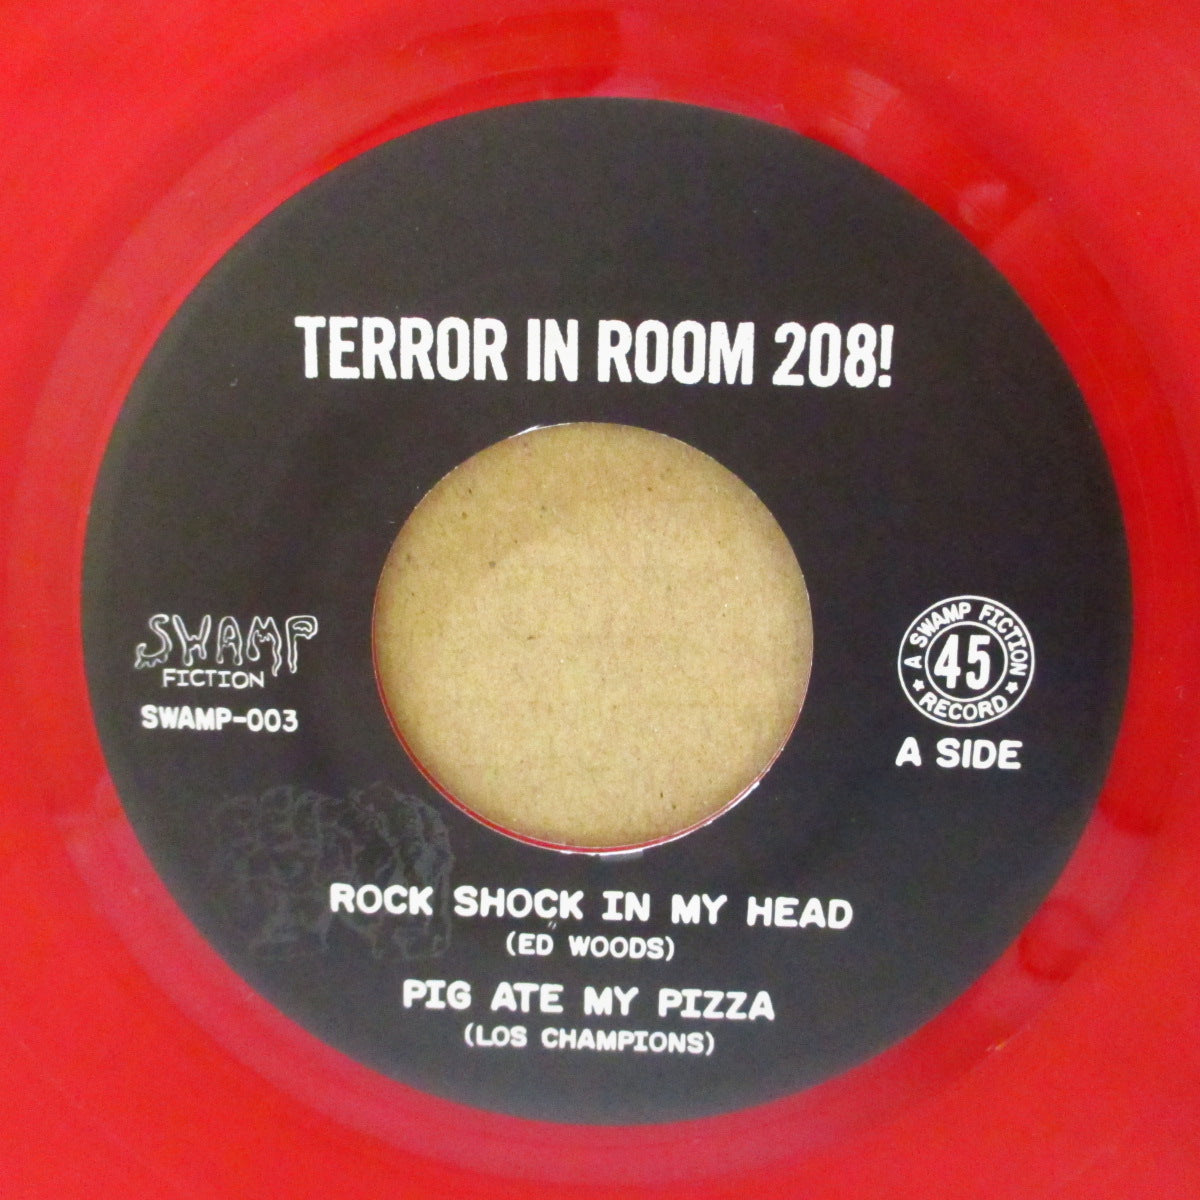 TERROR IN ROOM 208!
SWAMP
FICTION
SWAMP-003
A SWAMP FICTION
45
RECORD
A SIDE
ROCK SHOCK IN MY HEAD
(ED WOODS)
PIG ATE MY PIZZA
(LOS CHAMPIONS)